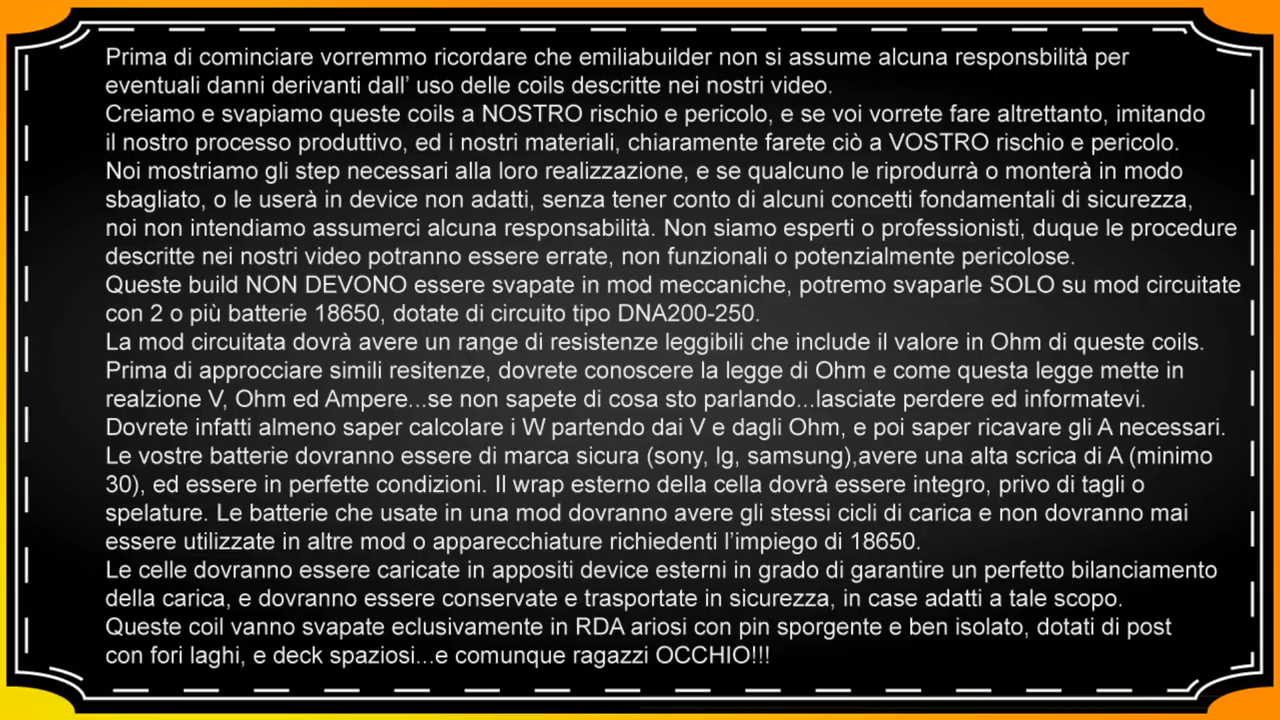 Prima di cominciare vorremmo ricordare che emiliabuilder non si assume alcuna responsbilità per
eventuali danni derivanti dall' uso delle coils descritte nei nostri video.
Creiamo e svapiamo queste coils a NOSTRO rischio e pericolo, e se voi vorrete fare altrettanto, imitando
il nostro processo produttivo, ed i nostri materiali, chiaramente farete ciò a VOSTRO rischio e pericolo.
Noi mostriamo gli step necessari alla loro realizzazione, e se qualcuno le riprodurrà o monterà in modo
sbagliato, o le userà in device non adatti, senza tener conto di alcuni concetti fondamentali di sicurezza,
noi non intendiamo assumerci alcuna responsabilità. Non siamo esperti o professionisti, duque le procedure
descritte nei nostri video potranno essere errate, non funzionali o potenzialmente pericolose.
Queste build NON DEVONO essere svapate in mod meccaniche, potremo svaparle SOLO su mod circuitate
con 2 o più batterie 18650, dotate di circuito tipo DNA200-250.
La mod circuitata dovrà avere un range di resistenze leggibili che include il valore in Ohm di queste coils.
Prima di approcciare simili resitenze, dovrete conoscere la legge di Ohm e come questa legge mette in
realzione V, Ohm ed Ampere...se non sapete di cosa sto parlando...lasciate perdere ed informatevi.
Dovrete infatti almeno saper calcolare i W partendo dai V e dagli Ohm, e poi saper ricavare gli A necessari.
Le vostre batterie dovranno essere di marca sicura (sony, lg, samsung),avere una alta scrica di A (minimo
30), ed essere in perfette condizioni. Il wrap esterno della cella dovrà essere integro, privo di tagli o
spelature. Le batterie che usate in una mod dovranno avere gli stessi cicli di carica e non dovranno mai
essere utilizzate in altre mod o apparecchiature richiedenti l'impiego di 18650.
Le celle dovranno essere caricate in appositi device esterni in grado di garantire un perfetto bilanciamento
della carica, e dovranno essere conservate e trasportate in sicurezza, in case adatti a tale scopo.
Queste coil vanno svapate eclusivamente in RDA ariosi con pin sporgente e ben isolato, dotati di post
con fori laghi, e deck spaziosi...e comunque ragazzi OCCHIO!!!